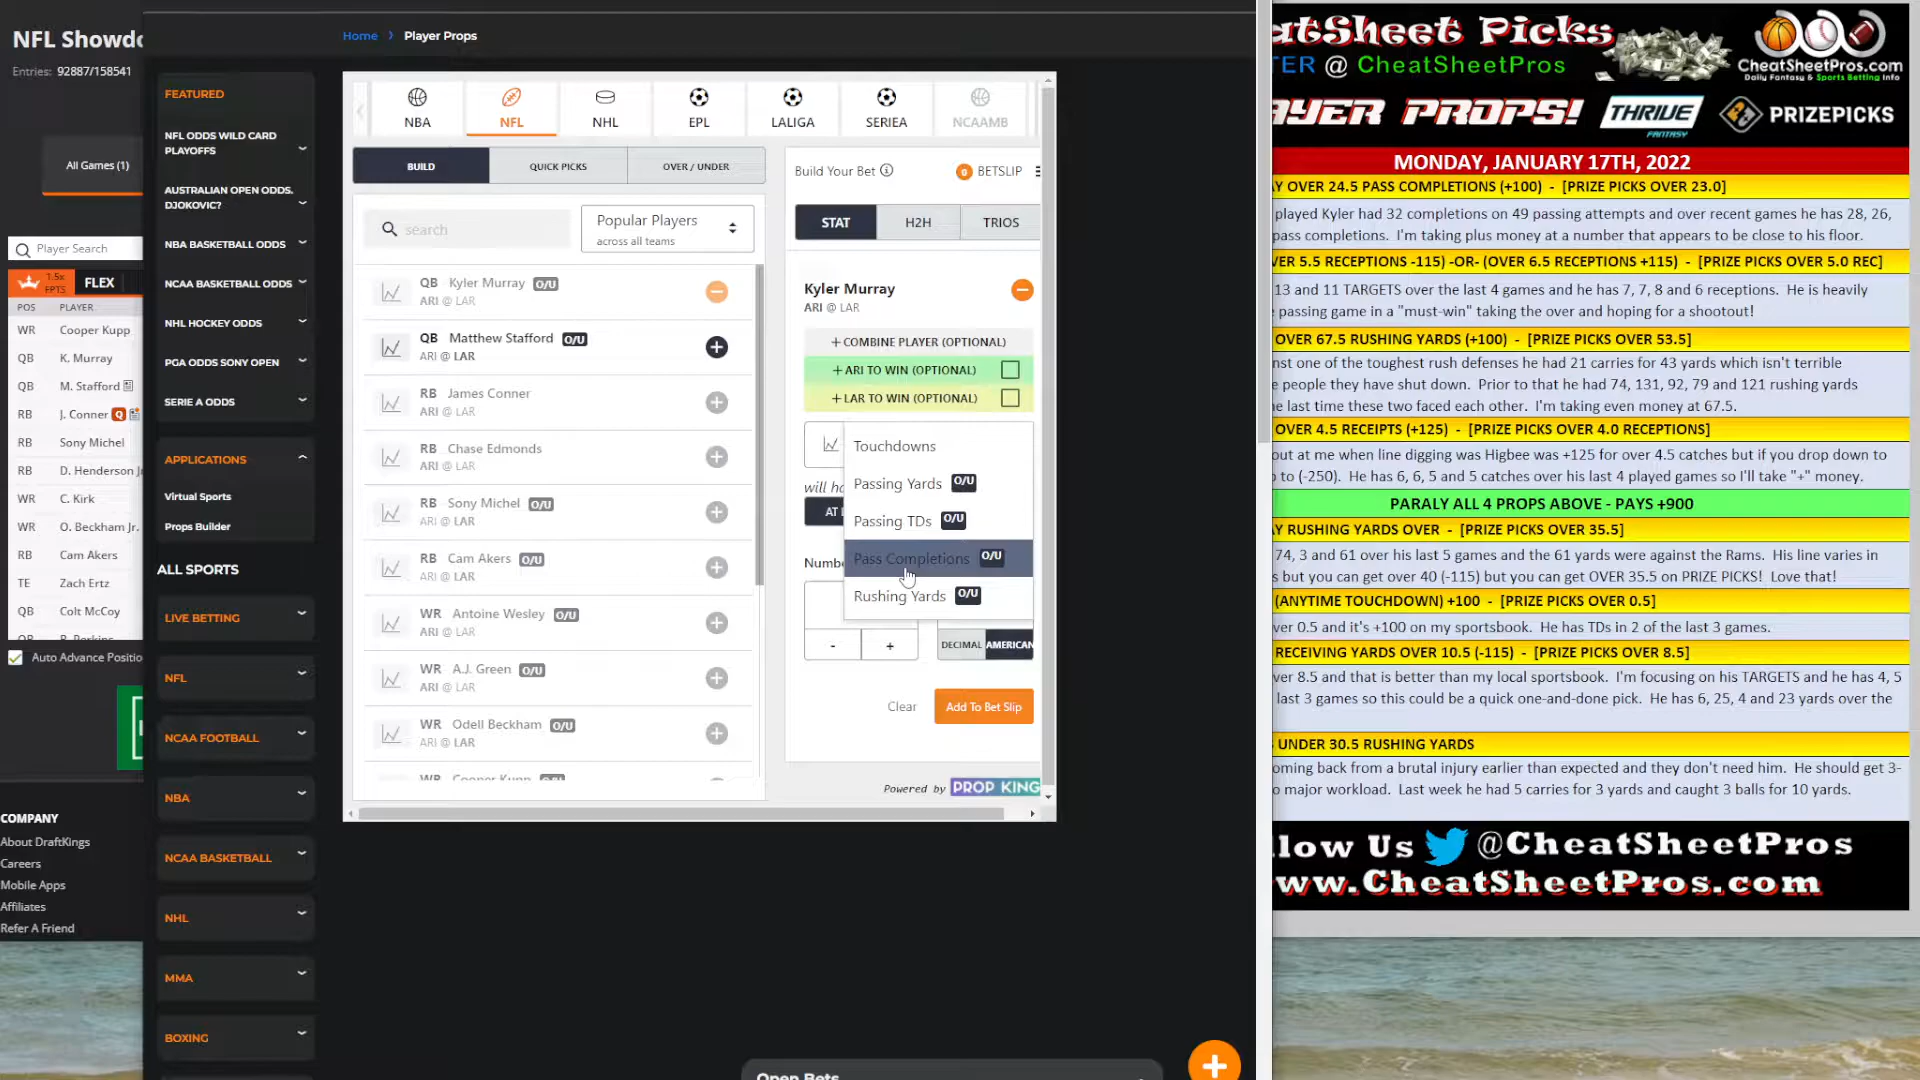 NFL Showdo
Entries: 92887/158541
All Games (1)
Player Search
1.5x
FPTS
FLEX
POS PLAYER
WR Cooper Kupp
QB K. Murray
QB M. Stafford
RB J. Conner Q
RB Sony Michel
RB D. Henderson Jr
WR C. Kirk
WR O. Beckham Jr.
RB Cam Akers
TE Zach Ertz
QB Colt McCoy
Auto Advance Positio
COMPANY
About DraftKings
Careers
Mobile Apps
Affiliates
Refer A Friend
Home > Player Props
FEATURED
NFL ODDS WILD CARD
PLAYOFFS
AUSTRALIAN OPEN ODDS.
DJOKOVIC?
NBA BASKETBALL ODDS
NCAA BASKETBALL ODDS
NHL HOCKEY ODDS
PGA ODDS SONY OPEN
SERIE A ODDS
APPLICATIONS
Virtual Sports
Props Builder
ALL SPORTS
LIVE BETTING
NFL
NCAA FOOTBALL
NBA
NCAA BASKETBALL
NHL
MMA
BOXING
NBA
NFL
NHL
EPL
LALIGA
SERIEA
NCAAMB
BUILD
QUICK PICKS
OVER / UNDER
search
Popular Players
across all teams
QB Kyler Murray O/U
ARI @ LAR
QB Matthew Stafford O/U
ARI @ LAR
RB James Conner
ARI @ LAR
RB Chase Edmonds
ARI @ LAR
RB Sony Michel O/U
ARI @ LAR
RB Cam Akers O/U
ARI @ LAR
WR Antoine Wesley O/U
ARI @ LAR
WR A.J. Green O/U
ARI @ LAR
WR Odell Beckham O/U
ARI @ LAR
WR Cooper Kupp O/U
Build Your Bet
0 BETSLIP
STAT
H2H
TRIOS
Kyler Murray
ARI @ LAR
+ COMBINE PLAYER (OPTIONAL)
+ ARI TO WIN (OPTIONAL)
+ LAR TO WIN (OPTIONAL)
Touchdowns
Passing Yards O/U
Passing TDs O/U
Pass Completions O/U
Rushing Yards O/U
will ha
Numbe
- +
DECIMAL AMERICAN
Clear
Add To Bet Slip
Powered by PROP KING
Open Bets
+
atSheet Picks
TER @ CheatSheetPros
CheatSheetPros.com
Daily Fantasy & Sports Betting Info
AYER PROPS!
THRIVE
FANTASY
PRIZEPICKS
MONDAY, JANUARY 17TH, 2022
Y OVER 24.5 PASS COMPLETIONS (+100) - [PRIZE PICKS OVER 23.0]
played Kyler had 32 completions on 49 passing attempts and over recent games he has 28, 26,
pass completions. I'm taking plus money at a number that appears to be close to his floor.
VER 5.5 RECEPTIONS -115) -OR- (OVER 6.5 RECEPTIONS +115) - [PRIZE PICKS OVER 5.0 REC]
13 and 11 TARGETS over the last 4 games and he has 7, 7, 8 and 6 receptions. He is heavily
passing game in a "must-win" taking the over and hoping for a shootout!
OVER 67.5 RUSHING YARDS (+100) - [PRIZE PICKS OVER 53.5]
nst one of the toughest rush defenses he had 21 carries for 43 yards which isn't terrible
e people they have shut down. Prior to that he had 74, 131, 92, 79 and 121 rushing yards
he last time these two faced each other. I'm taking even money at 67.5.
OVER 4.5 RECEIPTS (+125) - [PRIZE PICKS OVER 4.0 RECEPTIONS]
out at me when line digging was Higbee was +125 for over 4.5 catches but if you drop down to
to (-250). He has 6, 6, 5 and 5 catches over his last 4 played games so I'll take "+" money.
PARALY ALL 4 PROPS ABOVE - PAYS +900
Y RUSHING YARDS OVER - [PRIZE PICKS OVER 35.5]
74, 3 and 61 over his last 5 games and the 61 yards were against the Rams. His line varies in
s but you can get over 40 (-115) but you can get OVER 35.5 on PRIZE PICKS! Love that!
(ANYTIME TOUCHDOWN) +100 - [PRIZE PICKS OVER 0.5]
ver 0.5 and it's +100 on my sportsbook. He has TDs in 2 of the last 3 games.
RECEIVING YARDS OVER 10.5 (-115) - [PRIZE PICKS OVER 8.5]
ver 8.5 and that is better than my local sportsbook. I'm focusing on his TARGETS and he has 4, 5
last 3 games so this could be a quick one-and-done pick. He has 6, 25, 4 and 23 yards over the
UNDER 30.5 RUSHING YARDS
oming back from a brutal injury earlier than expected and they don't need him. He should get 3-
o major workload. Last week he had 5 carries for 3 yards and caught 3 balls for 10 yards.
llow Us @CheatSheetPros
ww.CheatSheetPros.com